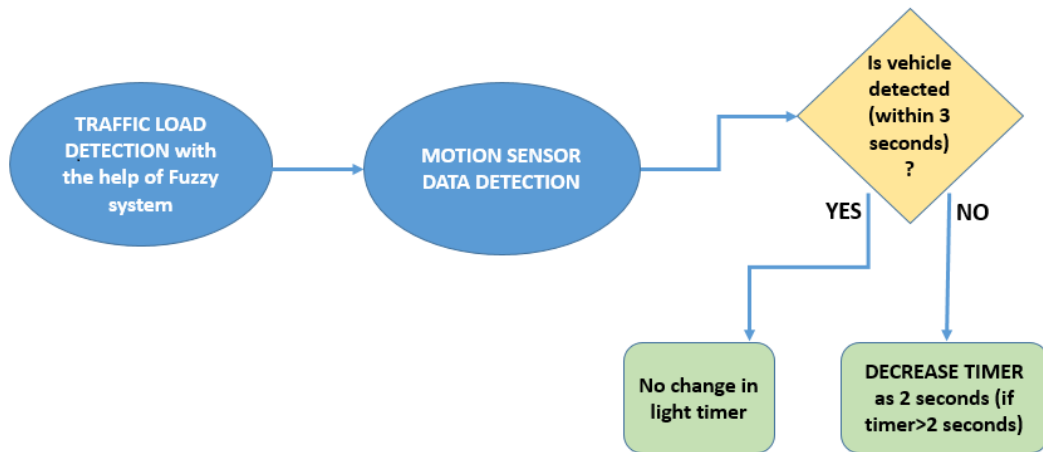 TRAFFIC LOAD
DETECTION with
the help of Fuzzy
system
MOTION SENSOR
DATA DETECTION
Is vehicle
detected
(within 3
seconds)
?
YES
NO
No change in
light timer
DECREASE TIMER
as 2 seconds (if
timer>2 seconds)